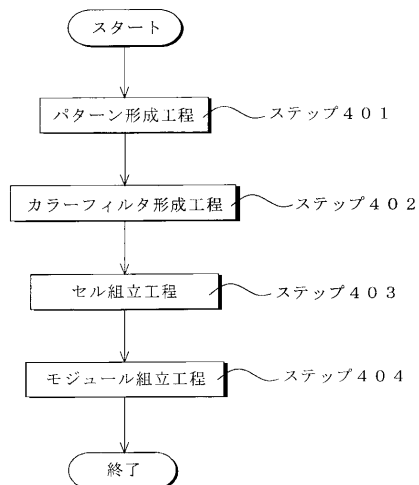 スタート
パターン形成工程 ステップ４０１
カラーフィルタ形成工程 ステップ４０２
セル組立工程 ステップ４０３
モジュール組立工程 ステップ４０４
終了